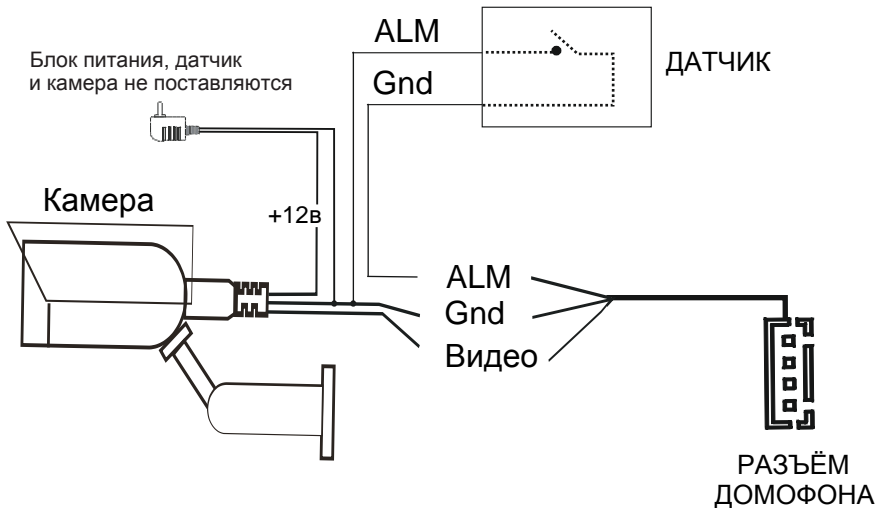 ALM
Блок питания, датчик
и камера не поставляются
ДАТЧИК
Gnd
Камера
+12в
ALM
Gnd
Видео
РАЗЪЁМ
ДОМОФОНА